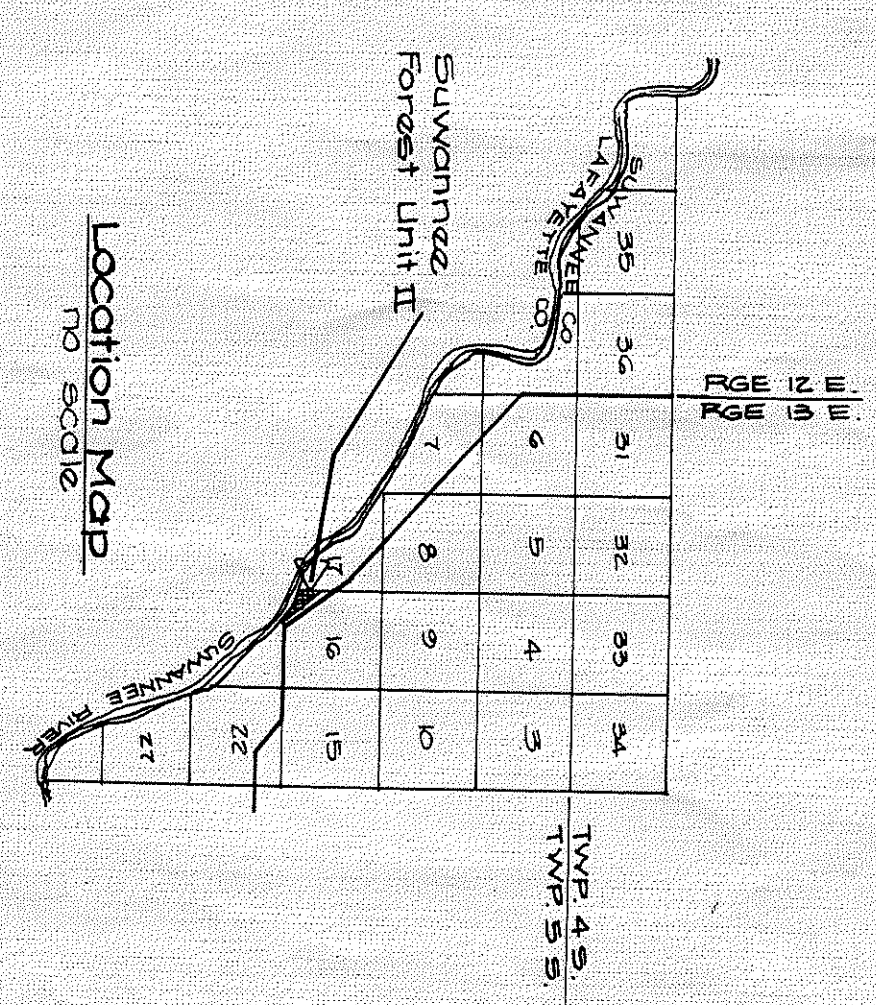 RGE 12 E.
RGE 13 E.
SUWANNEE CO.
LAFAYETTE CO.
35
36
31
32
33
34
TWP. 4 S.
TWP. 5 S.
6
5
4
3
7
8
9
10
17
16
15
22
27
SUWANNEE RIVER
Suwannee
Forest Unit II
Location Map
no scale